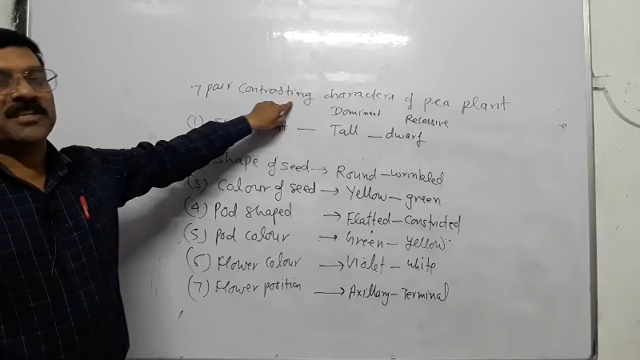 7 pair Contrasting characters of pea plant
Dominant Recessive
(1) — Tall — dwarf
Shape of seed → Round - wrinkled
(3) Colour of seed → Yellow - green
(4) Pod shaped → Flatted - Constricted
(5) Pod colour → Green - yellow
(6) Flower colour → Violet - white
(7) Flower position → Axillary - Terminal